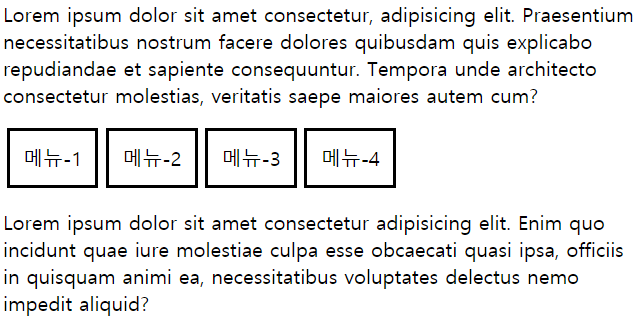 Lorem ipsum dolor sit amet consectetur, adipisicing elit. Praesentium
necessitatibus nostrum facere dolores quibusdam quis explicabo
repudiandae et sapiente consequuntur. Tempora unde architecto
consectetur molestias, veritatis saepe maiores autem cum?
메뉴-1 메뉴-2 메뉴-3 메뉴-4
Lorem ipsum dolor sit amet consectetur adipisicing elit. Enim quo
incidunt quae iure molestiae culpa esse obcaecati quasi ipsa, officiis
in quisquam animi ea, necessitatibus voluptates delectus nemo
impedit aliquid?